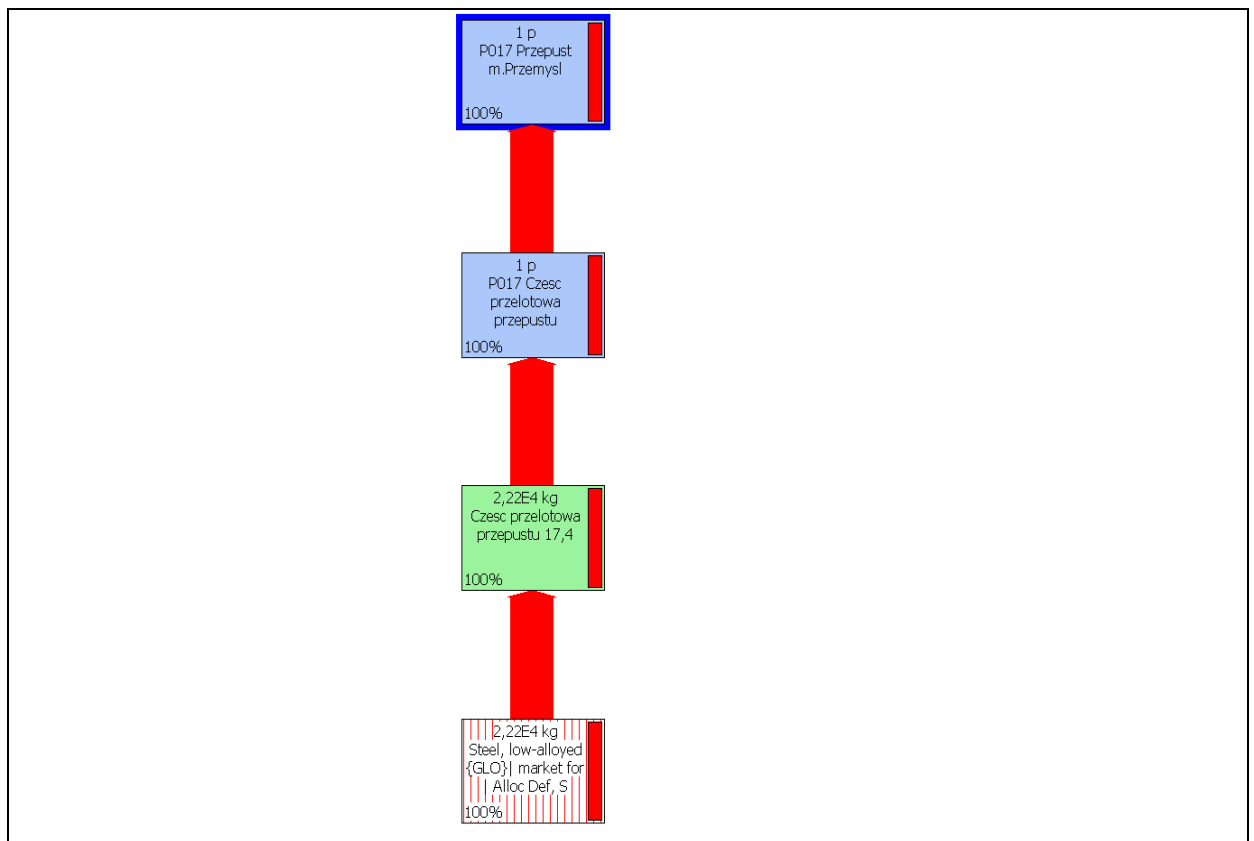 1 p
P017 Przepust
m.Przemysl
100%
1 p
P017 Czesc
przelotowa
przepustu
100%
2,22E4 kg
Czesc przelotowa
przepustu 17,4
100%
2,22E4 kg
Steel, low-alloyed
{GLO}| market for
| Alloc Def, S
100%